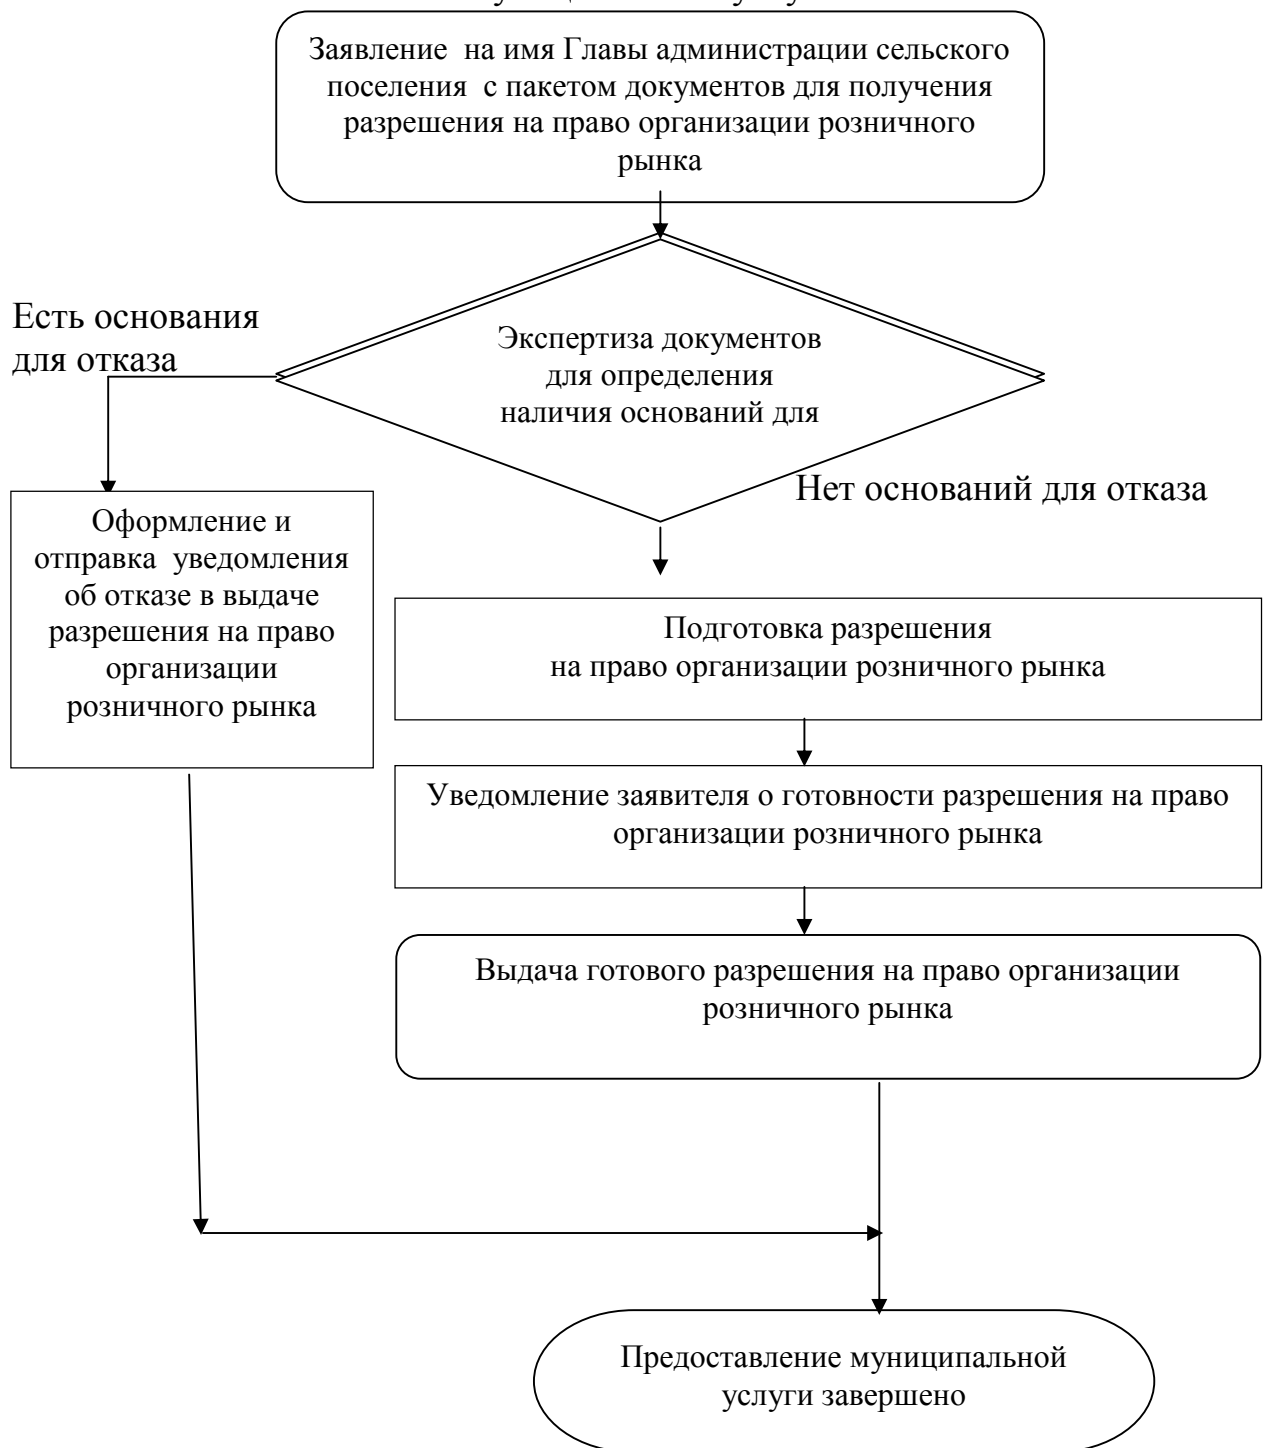 Заявление на имя Главы администрации сельского
поселения с пакетом документов для получения
разрешения на право организации розничного
рынка
Есть основания
для отказа
Экспертиза документов
для определения
наличия оснований для
Нет оснований для отказа
Оформление и
отправка уведомления
об отказе в выдаче
разрешения на право
организации
розничного рынка
Подготовка разрешения
на право организации розничного рынка
Уведомление заявителя о готовности разрешения на право
организации розничного рынка
Выдача готового разрешения на право организации
розничного рынка
Предоставление муниципальной
услуги завершено